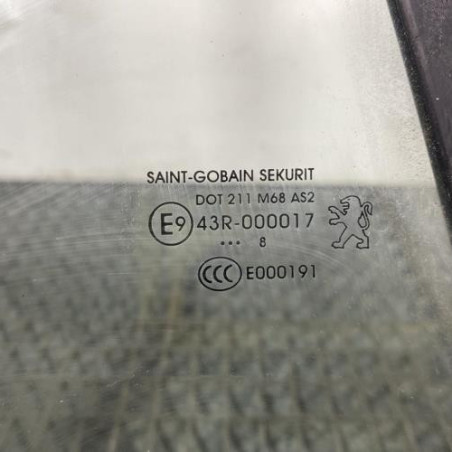 SAINT-GOBAIN SEKURIT
DOT 211 M68 AS2
E9 43R-000017
... 8
CCC E000191